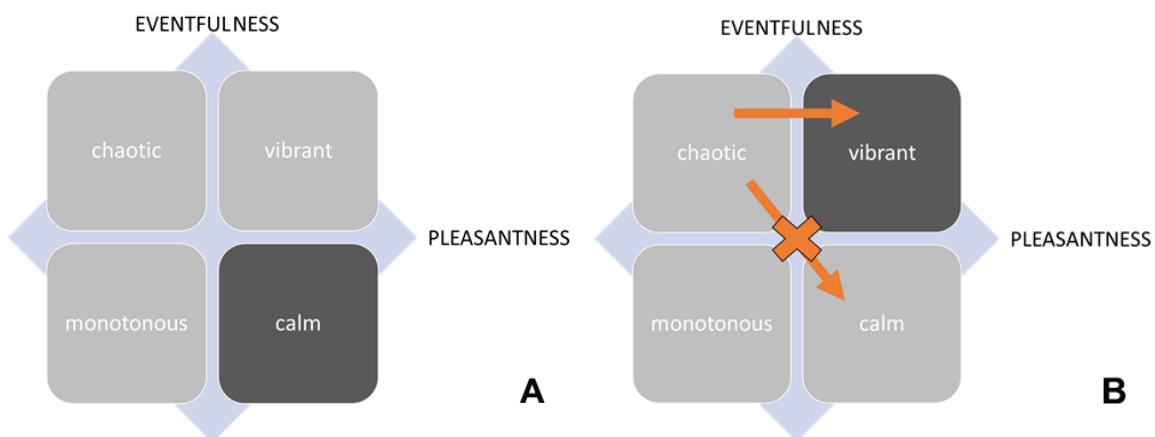 EVENTFULNESS
chaotic
vibrant
PLEASANTNESS
monotonous
calm
A
EVENTFULNESS
chaotic
vibrant
PLEASANTNESS
monotonous
calm
B